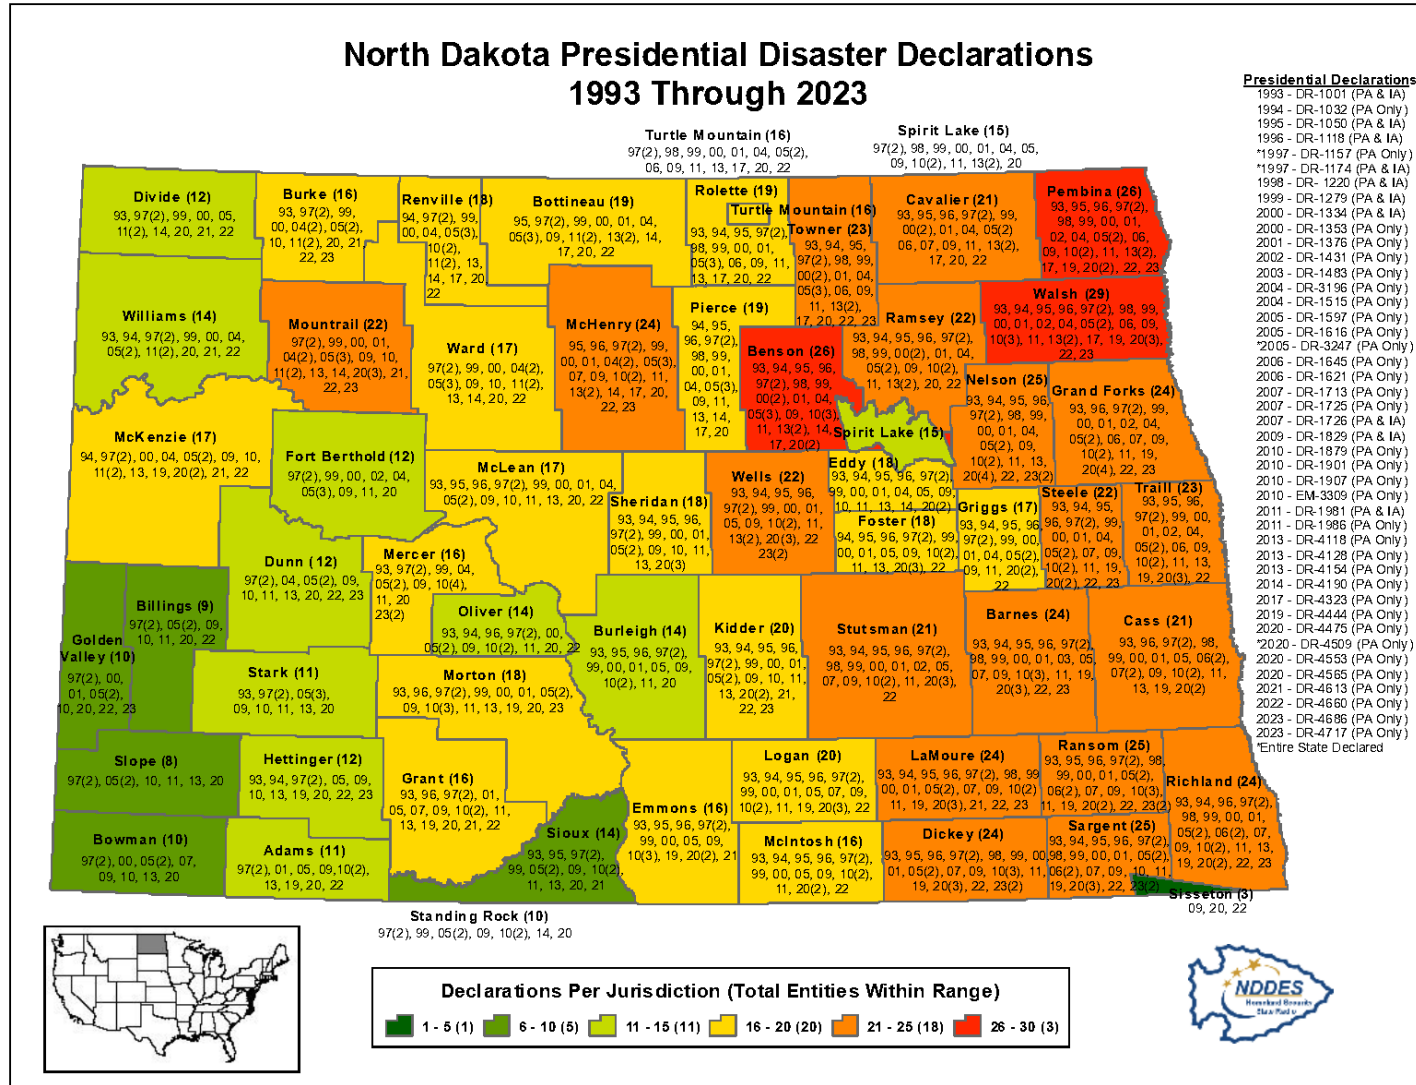 North Dakota Presidential Disaster Declarations
1993 Through 2023
Presidential Declarations
1993 - DR-1001 (PA & IA)
1994 - DR-1032 (PA Only)
1995 - DR-1050 (PA & IA)
1996 - DR-1118 (PA & IA)
*1997 - DR-1157 (PA Only)
*1997 - DR-1174 (PA & IA)
1998 - DR- 1220 (PA & IA)
1999 - DR-1279 (PA & IA)
2000 - DR-1334 (PA & IA)
2000 - DR-1353 (PA Only)
2001 - DR-1376 (PA Only)
2002 - DR-1431 (PA Only)
2003 - DR-1483 (PA Only)
2004 - DR-3196 (PA Only)
2004 - DR-1515 (PA Only)
2005 - DR-1597 (PA Only)
2005 - DR-1616 (PA Only)
*2005 - DR-3247 (PA Only)
2006 - DR-1645 (PA Only)
2006 - DR-1621 (PA Only)
2007 - DR-1713 (PA Only)
2007 - DR-1725 (PA Only)
2007 - DR-1726 (PA & IA)
2009 - DR-1829 (PA & IA)
2010 - DR-1879 (PA Only)
2010 - DR-1901 (PA Only)
2010 - DR-1907 (PA Only)
2010 - EM-3309 (PA Only)
2011 - DR-1981 (PA & IA)
2011 - DR-1986 (PA Only)
2013 - DR-4118 (PA Only)
2013 - DR-4128 (PA Only)
2013 - DR-4154 (PA Only)
2014 - DR-4190 (PA Only)
2017 - DR-4323 (PA Only)
2019 - DR-4444 (PA Only)
2020 - DR-4475 (PA Only)
*2020 - DR-4509 (PA Only)
2020 - DR-4553 (PA Only)
2020 - DR-4565 (PA Only)
2021 - DR-4613 (PA Only)
2022 - DR-4660 (PA Only)
2023 - DR-4686 (PA Only)
2023 - DR-4717 (PA Only)
*Entire State Declared
Turtle Mountain (16)
97(2), 98, 99, 00, 01, 04, 05(2),
06, 09, 11, 13, 17, 20, 22
Spirit Lake (15)
97(2), 98, 99, 00, 01, 04, 05,
09, 10(2), 11, 13(2), 20
Divide (12)
93, 97(2), 99, 00, 05,
11(2), 14, 20, 21, 22
Burke (16)
93, 97(2), 99,
00, 04(2), 05(2),
10, 11(2), 20, 21,
22, 23
Renville (18)
94, 97(2), 99,
00, 04, 05(3),
10(2),
11(2), 13,
14, 17, 20,
22
Bottineau (19)
95, 97(2), 99, 00, 01, 04,
05(3), 09, 11(2), 13(2), 14,
17, 20, 22
Rolette (19)
Turtle Mountain (16)
93, 94, 95, 97(2),
98, 99, 00, 01,
05(3), 06, 09, 11,
13, 17, 20, 22
Towner (23)
93, 94, 95,
97(2), 98, 99,
00(2), 01, 04,
05(3), 06, 09,
11, 13(2),
17, 20, 22, 23
Cavalier (21)
93, 95, 96, 97(2), 99,
00(2), 01, 04, 05(2)
06, 07, 09, 11, 13(2),
17, 20, 22
Pembina (26)
93, 95, 96, 97(2),
98, 99, 00, 01,
02, 04, 05(2), 06,
09, 10(2), 11, 13(2),
17, 19, 20(2), 22, 23
Williams (14)
93, 94, 97(2), 99, 00, 04,
05(2), 11(2), 20, 21, 22
Mountrail (22)
97(2), 99, 00, 01,
04(2), 05(3), 09, 10,
11(2), 13, 14, 20(3), 21,
22, 23
Ward (17)
97(2), 99, 00, 04(2),
05(3), 09, 10, 11(2),
13, 14, 20, 22
McHenry (24)
95, 96, 97(2), 99,
00, 01, 04(2), 05(3),
07, 09, 10(2), 11,
13(2), 14, 17, 20,
22, 23
Pierce (19)
94, 95,
96, 97(2),
98, 99,
00, 01,
04, 05(3),
09, 11,
13, 14,
17, 20
Benson (26)
93, 94, 95, 96,
97(2), 98, 99,
00(2), 01, 04,
05(3), 09, 10(3),
11, 13(2), 14,
17, 20(2)
Ramsey (22)
93, 94, 95, 96, 97(2),
98, 99, 00(2), 01, 04,
05(2), 09, 10(2),
11, 13(2), 20, 22
Walsh (29)
93, 94, 95, 96, 97(2), 98, 99,
00, 01, 02, 04, 05(2), 06, 09,
10(3), 11, 13(2), 17, 19, 20(3),
22, 23
Spirit Lake (15)
Nelson (25)
93, 94, 95, 96,
97(2), 98, 99,
00, 01, 04,
05(2), 09,
10(2), 11, 13,
20(4), 22, 23(2)
Grand Forks (24)
93, 96, 97(2), 99,
00, 01, 02, 04,
05(2), 06, 07, 09,
10(2), 11, 19,
20(4), 22, 23
McKenzie (17)
94, 97(2), 00, 04, 05(2), 09, 10,
11(2), 13, 19, 20(2), 21, 22
Fort Berthold (12)
97(2), 99, 00, 02, 04,
05(3), 09, 11, 20
McLean (17)
93, 95, 96, 97(2), 99, 00, 01, 04,
05(2), 09, 10, 11, 13, 20, 22
Sheridan (18)
93, 94, 95, 96,
97(2), 99, 00, 01,
05(2), 09, 10, 11,
13, 20(3)
Wells (22)
93, 94, 95, 96,
97(2), 99, 00, 01,
05, 09, 10(2), 11,
13(2), 20(3), 22
23(2)
Eddy (18)
93, 94, 95, 96, 97(2),
99, 00, 01, 04, 05, 09,
10, 11, 13, 14, 20(2)
Foster (18)
94, 95, 96, 97(2), 99,
00, 01, 05, 09, 10(2),
11, 13, 20(3), 22
Griggs (17)
93, 94, 95, 96,
97(2), 99, 00,
01, 04, 05(2),
09, 11, 20(2),
22
Steele (22)
93, 94, 95,
96, 97(2), 99,
00, 01, 04,
05(2), 07, 09,
10(2), 11, 19,
20(2), 22, 23
Traill (23)
93, 95, 96,
97(2), 99, 00,
01, 02, 04,
05(2), 06, 09,
10(2), 11, 13,
19, 20(3), 22
Dunn (12)
97(2), 04, 05(2), 09,
10, 11, 13, 20, 22, 23
Mercer (16)
93, 97(2), 99, 04,
05(2), 09, 10(4),
11, 20
23(2)
Oliver (14)
93, 94, 96, 97(2), 00,
05(2), 09, 10(2), 11, 20, 22
Billings (9)
97(2), 05(2), 09,
10, 11, 20, 22
Golden
Valley (10)
97(2), 00,
01, 05(2),
10, 20, 22, 23
Stark (11)
93, 97(2), 05(3),
09, 10, 11, 13, 20
Morton (18)
93, 96, 97(2), 99, 00, 01, 05(2),
09, 10(3), 11, 13, 19, 20, 23
Burleigh (14)
93, 95, 96, 97(2),
99, 00, 01, 05, 09,
10(2), 11, 20
Kidder (20)
93, 94, 95, 96,
97(2), 99, 00, 01,
05(2), 09, 10, 11,
13, 20(2), 21,
22, 23
Stutsman (21)
93, 94, 95, 96, 97(2),
98, 99, 00, 01, 02, 05,
07, 09, 10(2), 11, 20(3),
22
Barnes (24)
93, 94, 95, 96, 97(2),
98, 99, 00, 01, 03, 05,
07, 09, 10(3), 11, 19,
20(3), 22, 23
Cass (21)
93, 96, 97(2), 98,
99, 00, 01, 05, 06(2),
07(2), 09, 10(2), 11,
13, 19, 20(2)
Slope (8)
97(2), 05(2), 10, 11, 13, 20
Hettinger (12)
93, 94, 97(2), 05, 09,
10, 13, 19, 20, 22, 23
Grant (16)
93, 96, 97(2), 01,
05, 07, 09, 10(2), 11,
13, 19, 20, 21, 22
Bowman (10)
97(2), 00, 05(2), 07,
09, 10, 13, 20
Adams (11)
97(2), 01, 05, 09, 10(2),
13, 19, 20, 22
Sioux (14)
93, 95, 97(2),
99, 05(2), 09, 10(2),
11, 13, 20, 21
Emmons (16)
93, 95, 96, 97(2),
99, 00, 05, 09,
10(3), 19, 20(2), 21
Logan (20)
93, 94, 95, 96, 97(2),
99, 00, 01, 05, 07, 09,
10(2), 11, 19, 20(3), 22
McIntosh (16)
93, 94, 95, 96, 97(2),
99, 00, 05, 09, 10(2),
11, 20(2), 22
LaMoure (24)
93, 94, 95, 96, 97(2), 98, 99,
00, 01, 05(2), 07, 09, 10(2),
11, 19, 20(3), 21, 22, 23
Dickey (24)
93, 95, 96, 97(2), 98, 99, 00,
01, 05(2), 07, 09, 10(3), 11,
19, 20(3), 22, 23(2)
Ransom (25)
93, 95, 96, 97(2), 98,
99, 00, 01, 05(2),
06(2), 07, 09, 10(3),
11, 19, 20(2), 22, 23(2)
Sargent (25)
93, 94, 95, 96, 97(2),
98, 99, 00, 01, 05(2),
06(2), 07, 09, 10, 11,
19, 20(3), 22, 23(2)
Richland (24)
93, 94, 96, 97(2),
98, 99, 00, 01,
05(2), 06(2), 07,
09, 10(2), 11, 13,
19, 20(2), 22, 23
Sisseton (3)
09, 20, 22
Standing Rock (10)
97(2), 99, 05(2), 09, 10(2), 14, 20
Declarations Per Jurisdiction (Total Entities Within Range)
1 - 5 (1) 6 - 10 (5) 11 - 15 (11) 16 - 20 (20) 21 - 25 (18) 26 - 30 (3)
NDDES
Homeland Security
State Radio